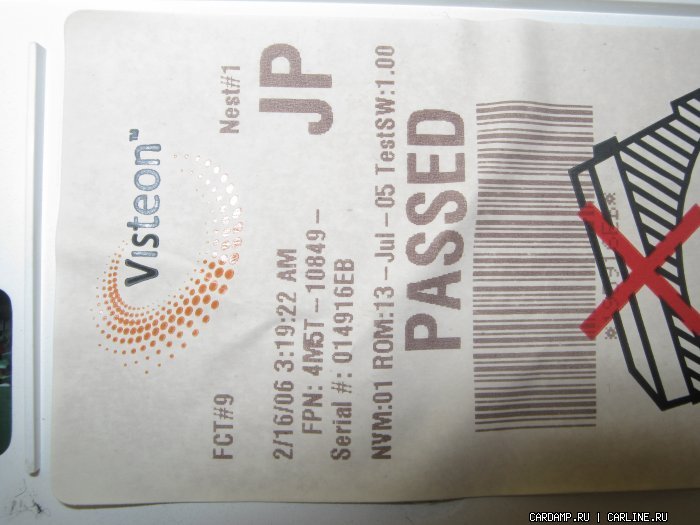 Visteon™
FCT#9 Nest#1
JP
2/16/06 3:19:22 AM
FPN: 4M5T-10849-
Serial #: 014916EB
NVM:01 ROM:13-Jul-05 TestSW:1.00
PASSED
CARDAMP.RU | CARLINE.RU